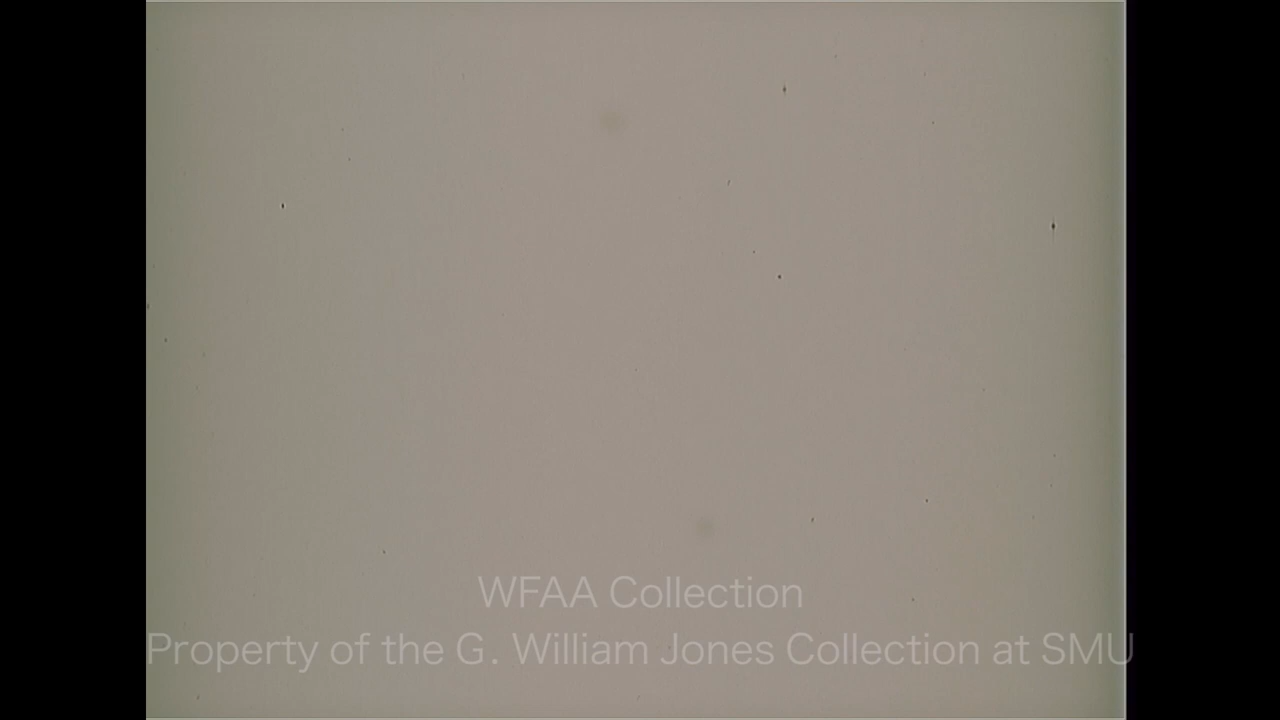 WFAA Collection
Property of the G. William Jones Collection at SMU